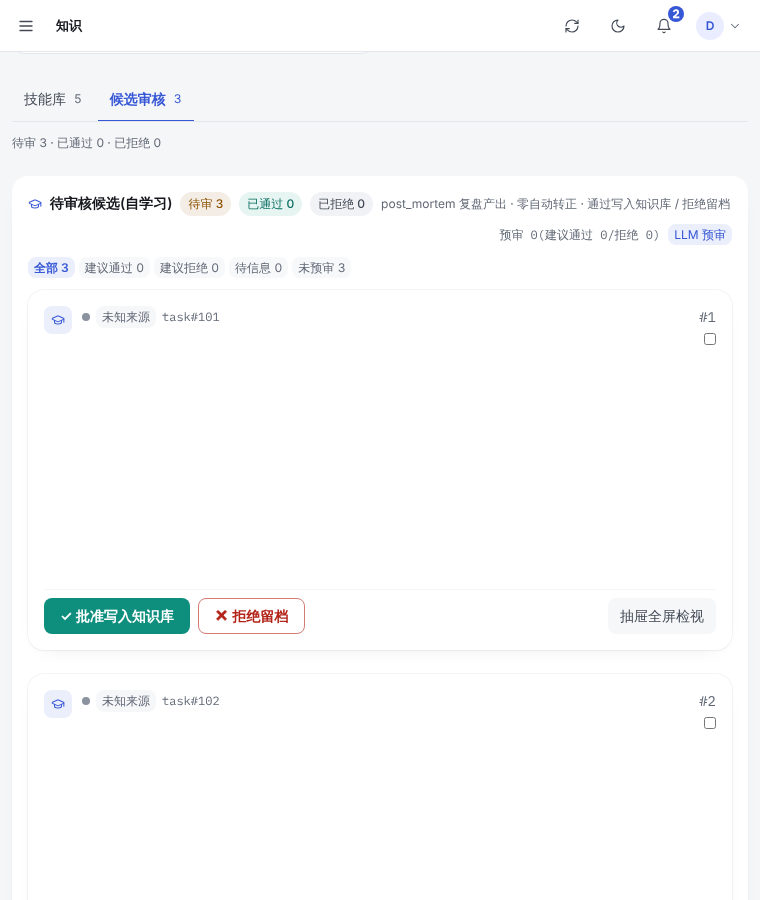 知识
2
D
技能库 5
候选审核 3
待审 3 · 已通过 0 · 已拒绝 0
待审核候选(自学习) 待审 3 已通过 0 已拒绝 0 post_mortem 复盘产出 · 零自动转正 · 通过写入知识库 / 拒绝留档
预审 0(建议通过 0/拒绝 0) LLM 预审
全部 3 建议通过 0 建议拒绝 0 待信息 0 未预审 3
未知来源 task#101 #1
批准写入知识库 拒绝留档 抽屉全屏检视
未知来源 task#102 #2